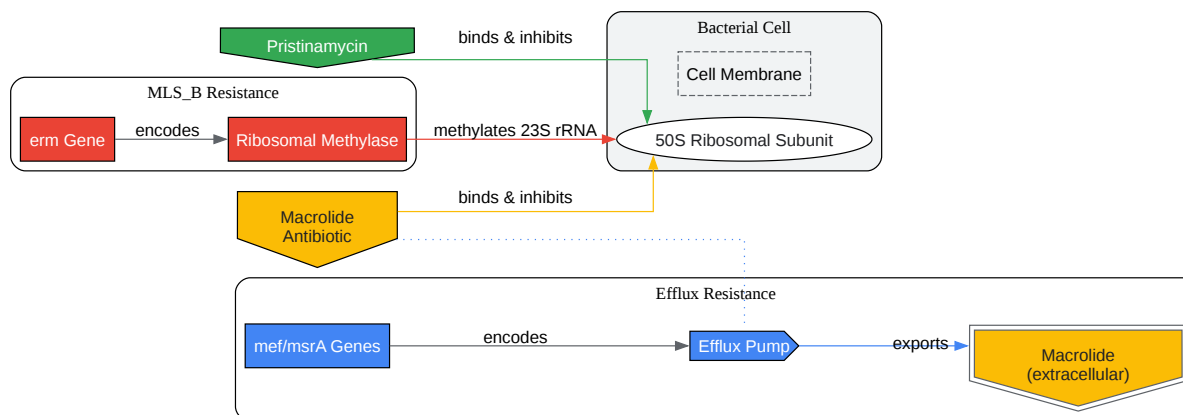 Bacterial Cell
Pristinamycin
binds & inhibits
Cell Membrane
MLS_B Resistance
erm Gene
encodes
Ribosomal Methylase
methylates 23S rRNA
50S Ribosomal Subunit
binds & inhibits
Macrolide
Antibiotic
Efflux Resistance
mef/msrA Genes
encodes
Efflux Pump
exports
Macrolide
(extracellular)